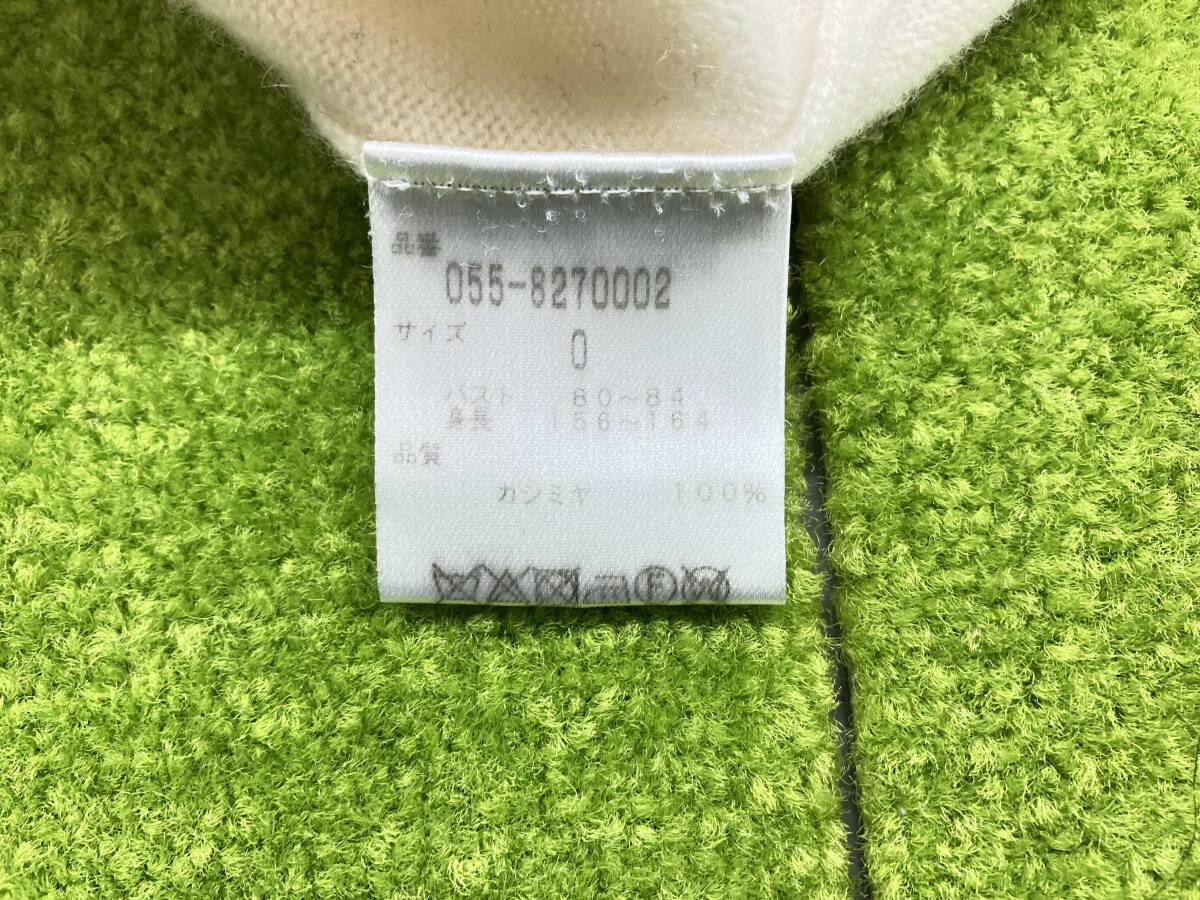 品番
055-8270002
サイズ
0
バスト 80～84
身長 156～164
品質
カシミヤ 100%